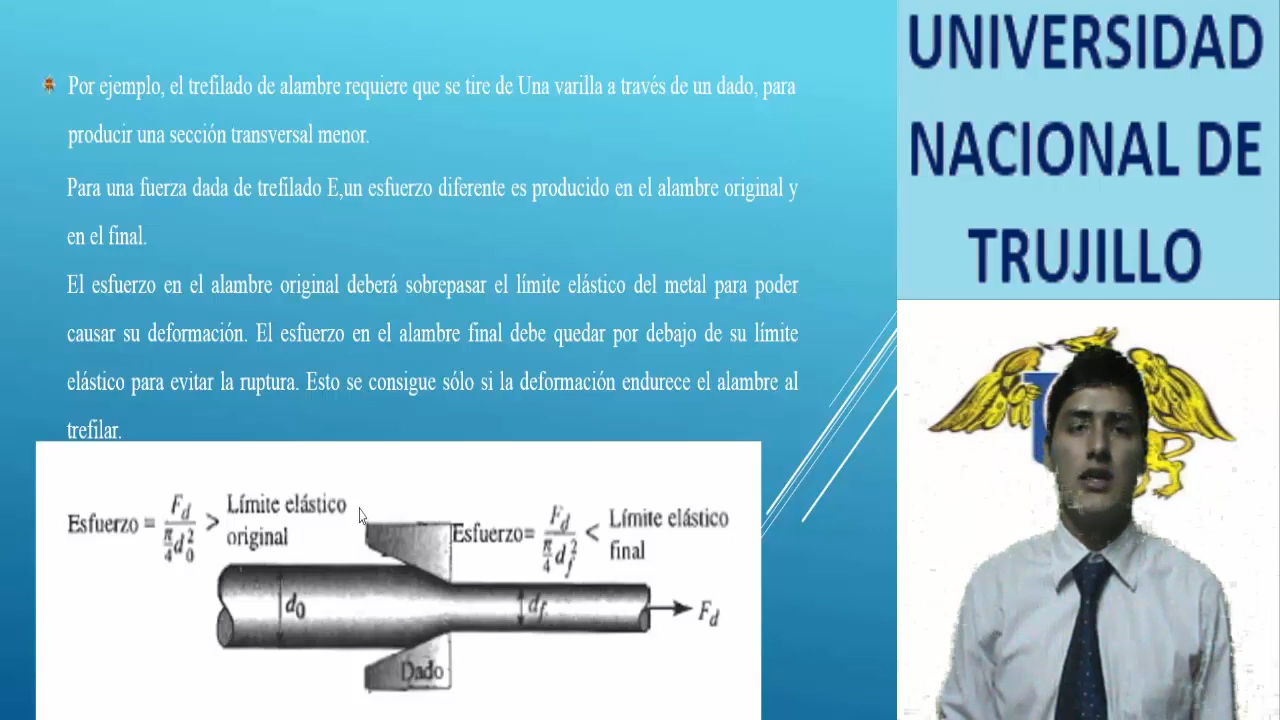 Por ejemplo, el trefilado de alambre requiere que se tire de Una varilla a través de un dado, para
producir una sección transversal menor.
Para una fuerza dada de trefilado E,un esfuerzo diferente es producido en el alambre original y
en el final.
El esfuerzo en el alambre original deberá sobrepasar el límite elástico del metal para poder
causar su deformación. El esfuerzo en el alambre final debe quedar por debajo de su límite
elástico para evitar la ruptura. Esto se consigue sólo si la deformación endurece el alambre al
trefilar.
Esfuerzo = F_d / (π/4 d_0^2) > Límite elástico
original
Esfuerzo= F_d / (π/4 d_f^2) < Límite elástico
final
d_0
d_f
F_d
Dado
UNIVERSIDAD
NACIONAL DE
TRUJILLO